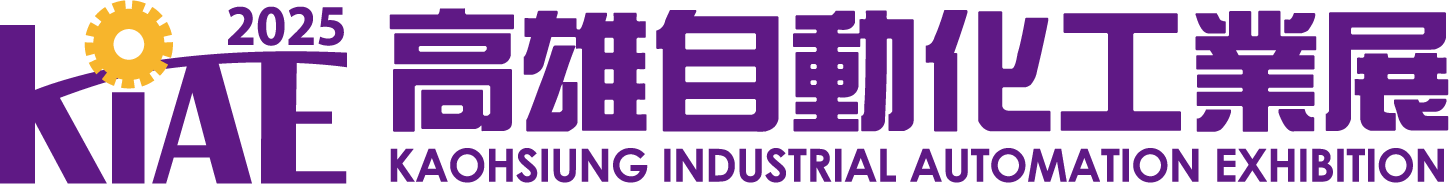 2025
KiAE
高雄自動化工業展
KAOHSIUNG INDUSTRIAL AUTOMATION EXHIBITION